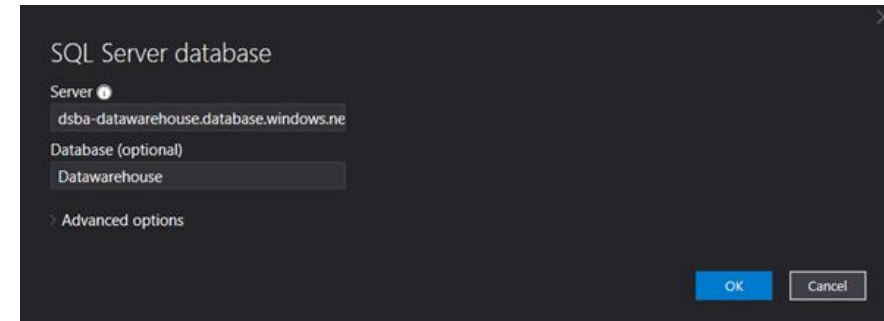 SQL Server database
Server
dsba-datawarehouse.database.windows.ne
Database (optional)
Datawarehouse
Advanced options
OK Cancel